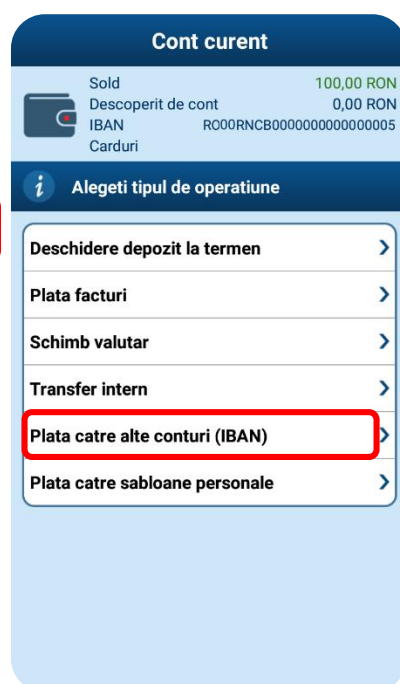 Cont curent
Sold 100,00 RON
Descoperit de cont 0,00 RON
IBAN RO00RNCB0000000000000005
Carduri
i Alegeti tipul de operatiune
Deschidere depozit la termen
Plata facturi
Schimb valutar
Transfer intern
Plata catre alte conturi (IBAN)
Plata catre sabloane personale